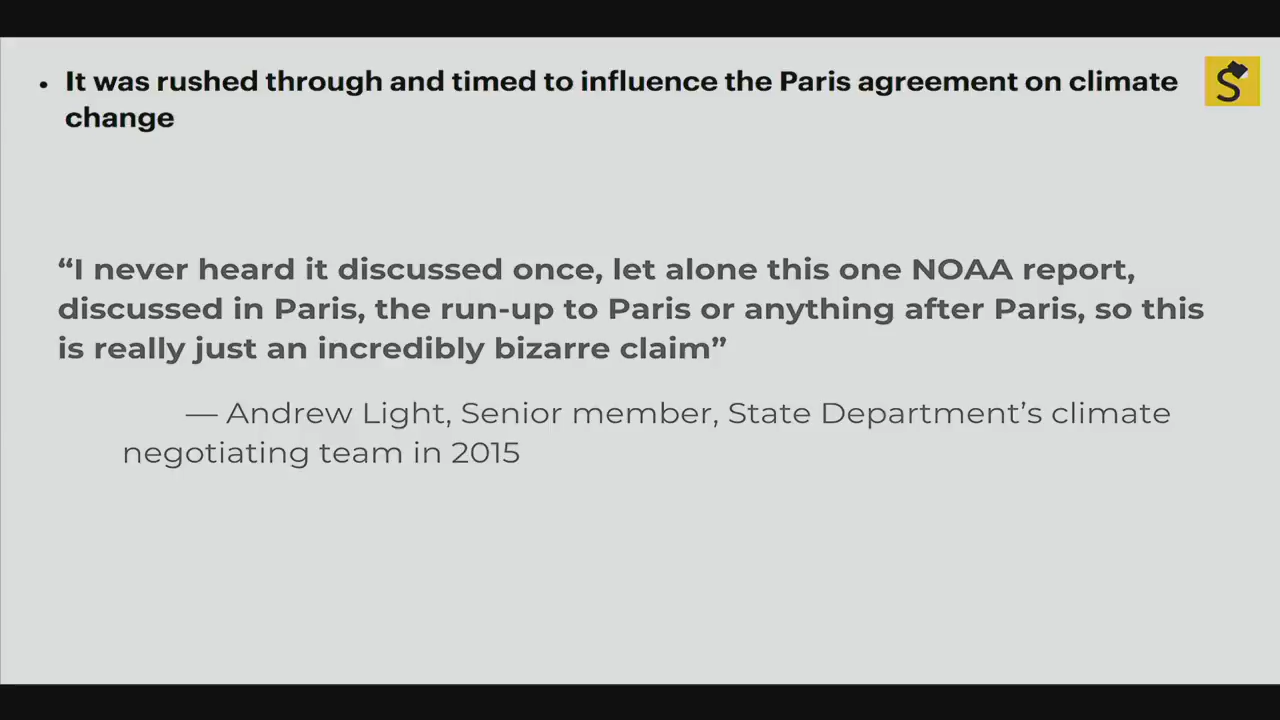 • It was rushed through and timed to influence the Paris agreement on climate
change
S
“I never heard it discussed once, let alone this one NOAA report,
discussed in Paris, the run-up to Paris or anything after Paris, so this
is really just an incredibly bizarre claim”
— Andrew Light, Senior member, State Department’s climate
negotiating team in 2015